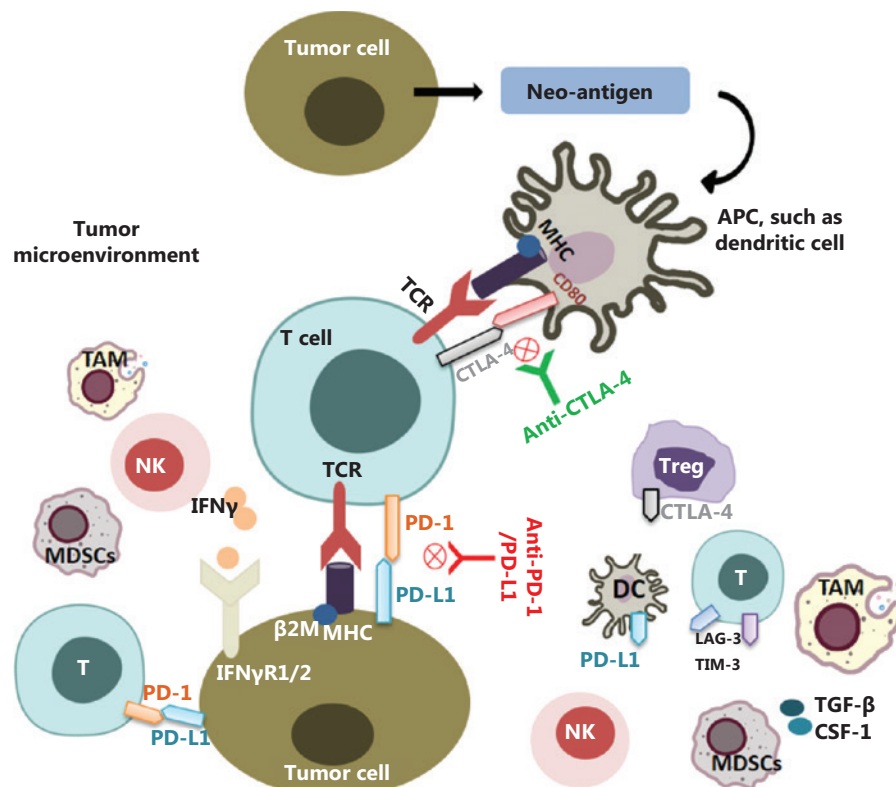 Tumor cell
Neo-antigen
APC, such as
dendritic cell
Tumor
microenvironment
MHC
CD80
TCR
T cell
CTLA-4
Anti-CTLA-4
TAM
NK
IFNγ
MDSCs
TCR
PD-1
PD-L1
Anti-PD-1
/PD-L1
β2M
MHC
IFNγR1/2
T
PD-1
PD-L1
Tumor cell
Treg
CTLA-4
DC
PD-L1
T
LAG-3
TIM-3
TAM
NK
MDSCs
TGF-β
CSF-1